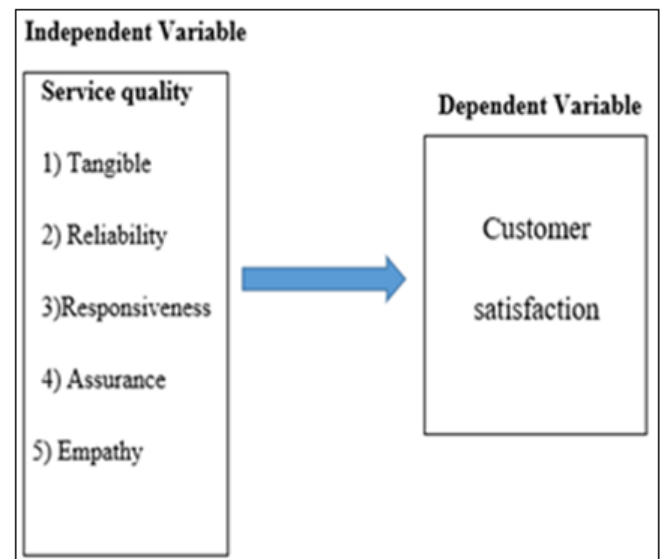 Independent Variable
Service quality
1) Tangible
2) Reliability
3)Responsiveness
4) Assurance
5) Empathy
Dependent Variable
Customer
satisfaction